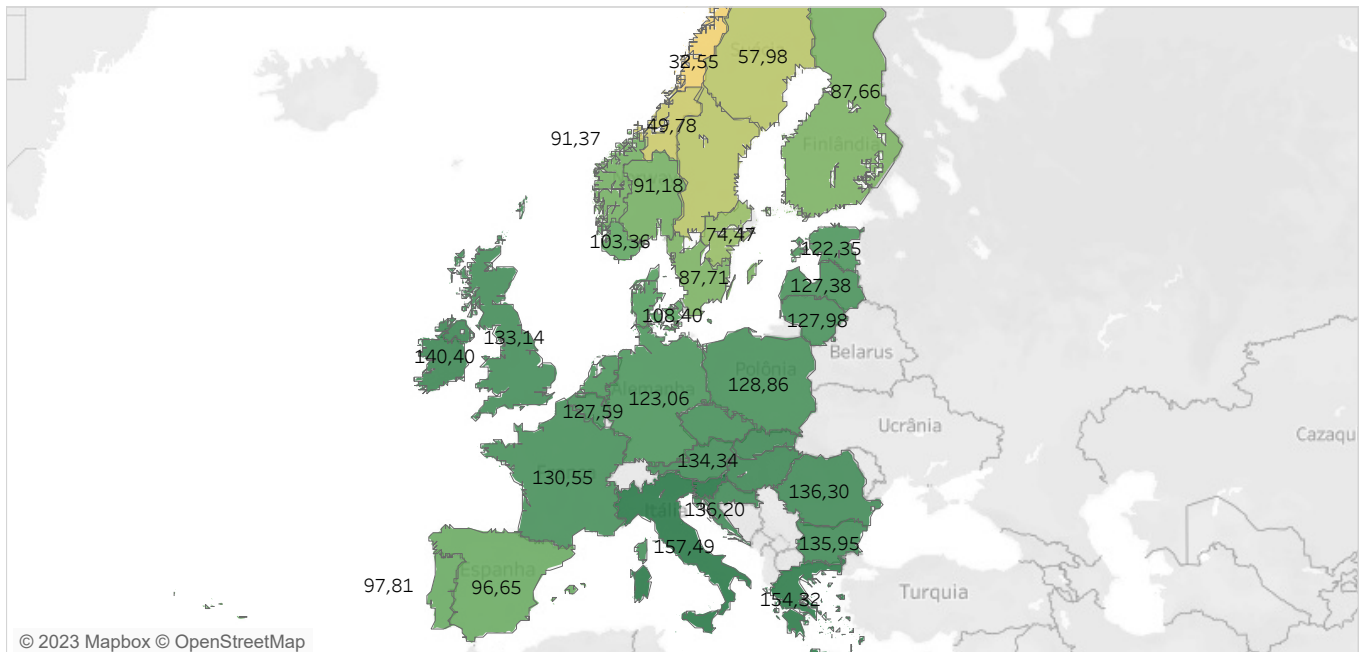 32,55
57,98
87,66
49,78
91,37
Finlândia
91,18
103,36
74,47
122,35
87,71
127,38
108,40
127,98
133,14
140,40
Belarus
Polônia
128,86
Alemanha
123,06
127,59
Ucrânia
Cazaqu
134,34
130,55
136,30
Itália
136,20
157,49
135,95
Espanha
97,81
96,65
Turquia
154,32
© 2023 Mapbox © OpenStreetMap